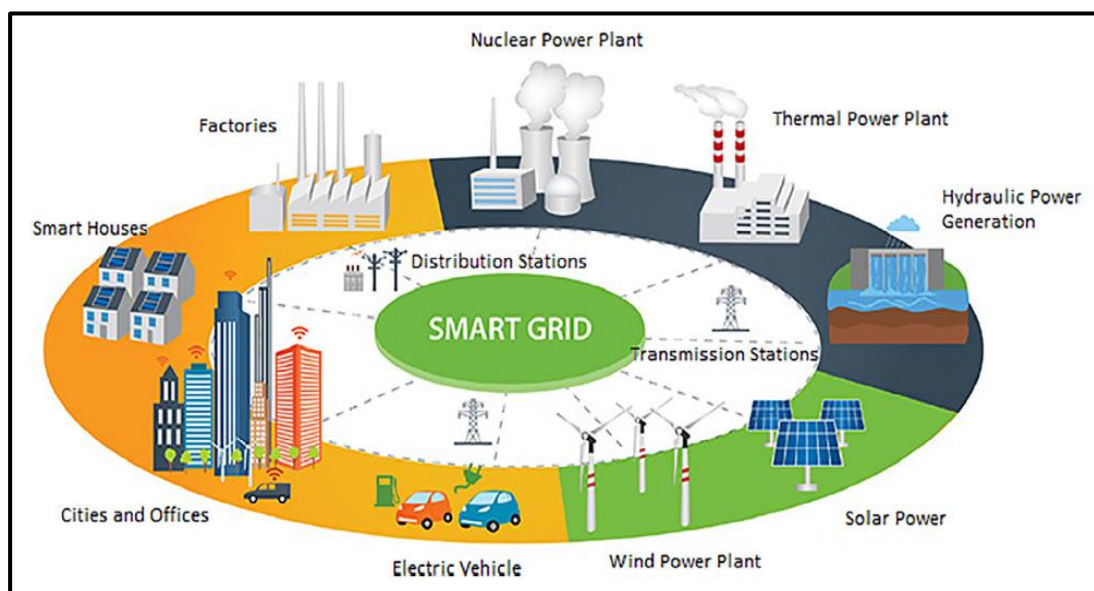 Nuclear Power Plant
Factories
Thermal Power Plant
Hydraulic Power
Generation
Smart Houses
Distribution Stations
SMART GRID
Transmission Stations
Cities and Offices
Solar Power
Electric Vehicle
Wind Power Plant